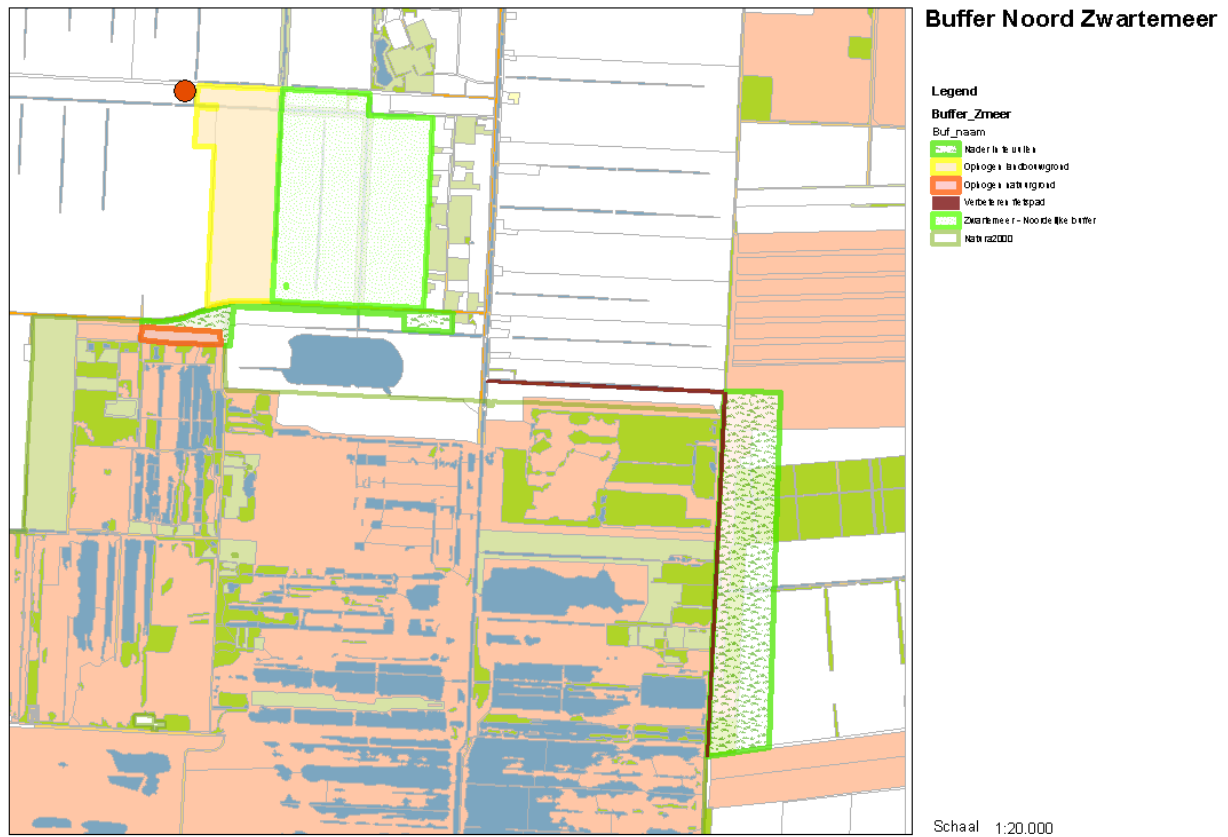 Buffer Noord Zwartemeer
Legend
Buffer_Zmeer
Buf_naam
Nader in te vullen
Ophogen landbouwgrond
Ophogen natuurgrond
Verbeteren fietspad
Zwartemeer - Noordelijke buffer
Natura2000
Schaal 1:20.000